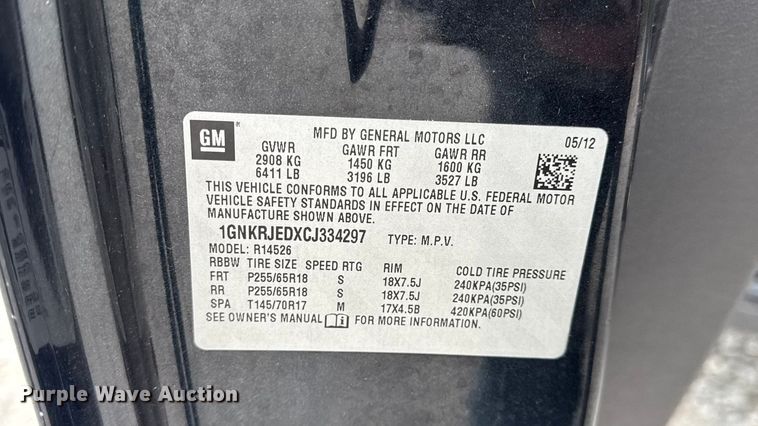 GM
MFD BY GENERAL MOTORS LLC
05/12
GVWR GAWR FRT GAWR RR
2908 KG 1450 KG 1600 KG
6411 LB 3196 LB 3527 LB
THIS VEHICLE CONFORMS TO ALL APPLICABLE U.S. FEDERAL MOTOR
VEHICLE SAFETY STANDARDS IN EFFECT ON THE DATE OF
MANUFACTURE SHOWN ABOVE.
1GNKRJEDXCJ334297 TYPE: M.P.V.
MODEL: R14526
RBBW TIRE SIZE SPEED RTG RIM COLD TIRE PRESSURE
FRT P255/65R18 S 18X7.5J 240KPA(35PSI)
RR P255/65R18 S 18X7.5J 240KPA(35PSI)
SPA T145/70R17 M 17X4.5B 420KPA(60PSI)
SEE OWNER'S MANUAL FOR MORE INFORMATION.
Purple Wave Auction